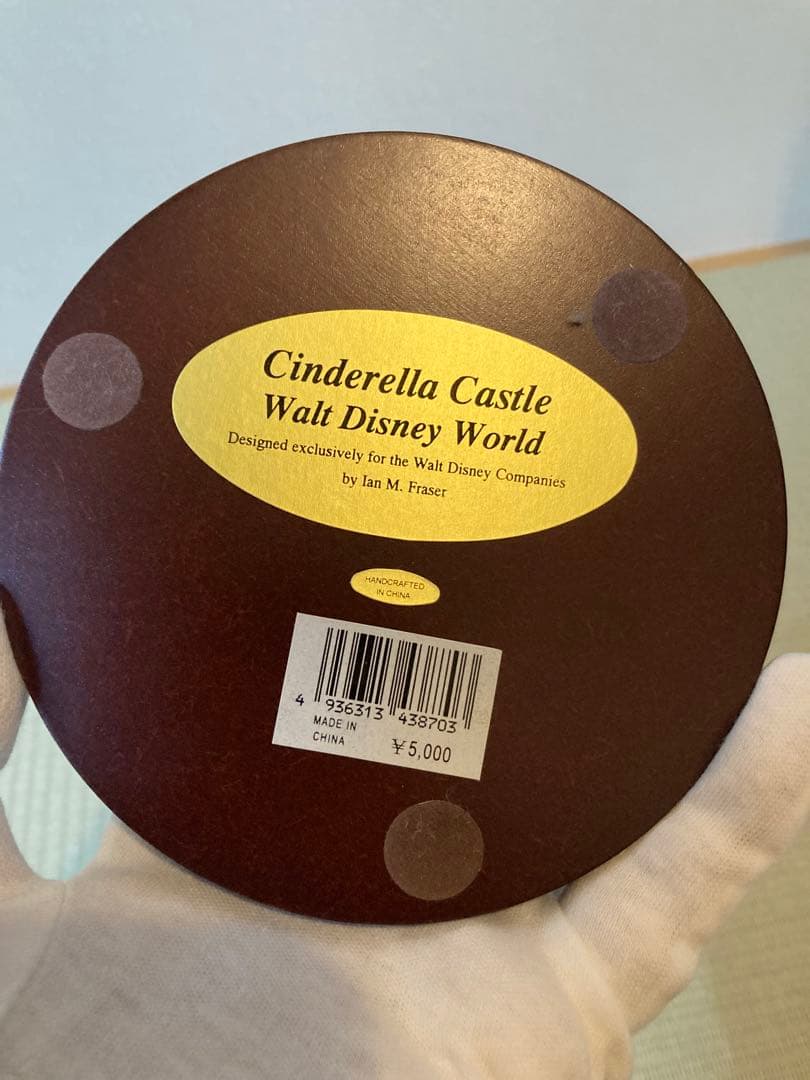 Cinderella Castle
Walt Disney World
Designed exclusively for the Walt Disney Companies
by Ian M. Fraser
HANDCRAFTED
IN CHINA
4 936313 438703
MADE IN
CHINA
¥5,000